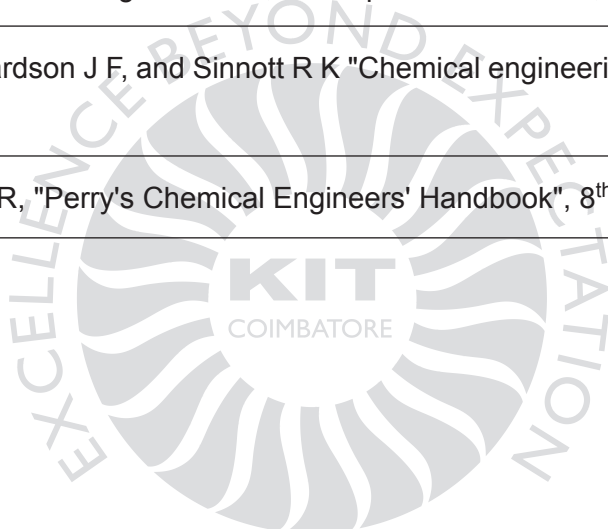 ardson J F, and Sinnott R K "Chemical engineeri
R, "Perry's Chemical Engineers' Handbook", 8th
EXCELLENCE BEYOND EXPECTATION
KIT
COIMBATORE